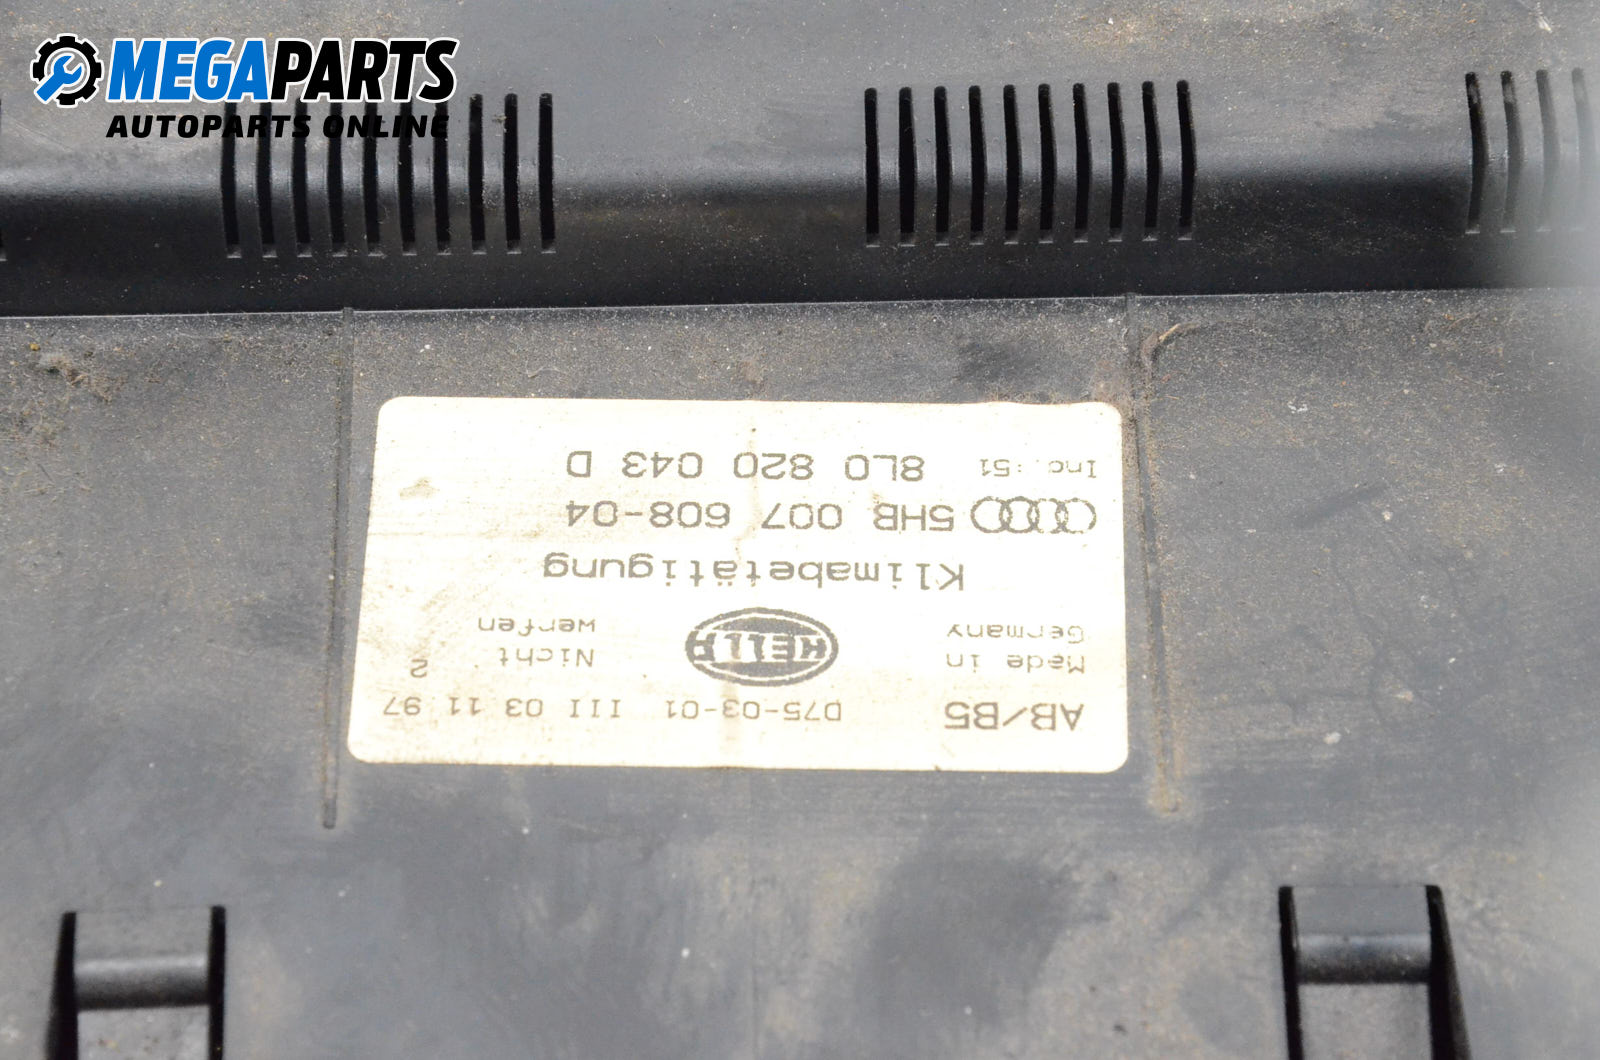 MEGAPARTS
AUTOPARTS ONLINE
AB/B5 D75-03-01 III 03 11 97
Made in Germany
HELLA
Nicht werfen
2
Klimabetätigung
5HB 007 608-04
Ind.:51 8L0 820 043 D